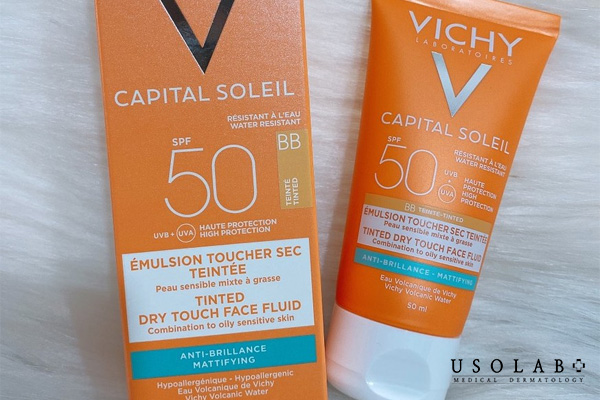 CAPITAL SOLEIL
RÉSISTANT À L'EAU
WATER RESISTANT
SPF
50
BB
TEINTÉ
TINTED
UVB + UVA
HAUTE PROTECTION
HIGH PROTECTION
ÉMULSION TOUCHER SEC
TEINTÉE
Peau sensible mixte à grasse
TINTED
DRY TOUCH FACE FLUID
Combination to oily sensitive skin
ANTI-BRILLANCE
MATTIFYING
Hypoallergénique - Hypoallergenic
Eau Volcanique de Vichy
Vichy Volcanic Water
VICHY
LABORATOIRES
CAPITAL SOLEIL
RÉSISTANT À L'EAU
WATER RESISTANT
SPF
50
UVB
+
UVA
HAUTE
PROTECTION
HIGH
PROTECTION
BB TEINTÉ-TINTED
ÉMULSION TOUCHER SEC TEINTÉE
Peau sensible mixte à grasse
TINTED DRY TOUCH FACE FLUID
Combination to oily sensitive skin
ANTI-BRILLANCE - MATTIFYING
Eau Volcanique de Vichy
Vichy Volcanic Water
50 ml
USOLAB
MEDICAL DERMATOLOGY